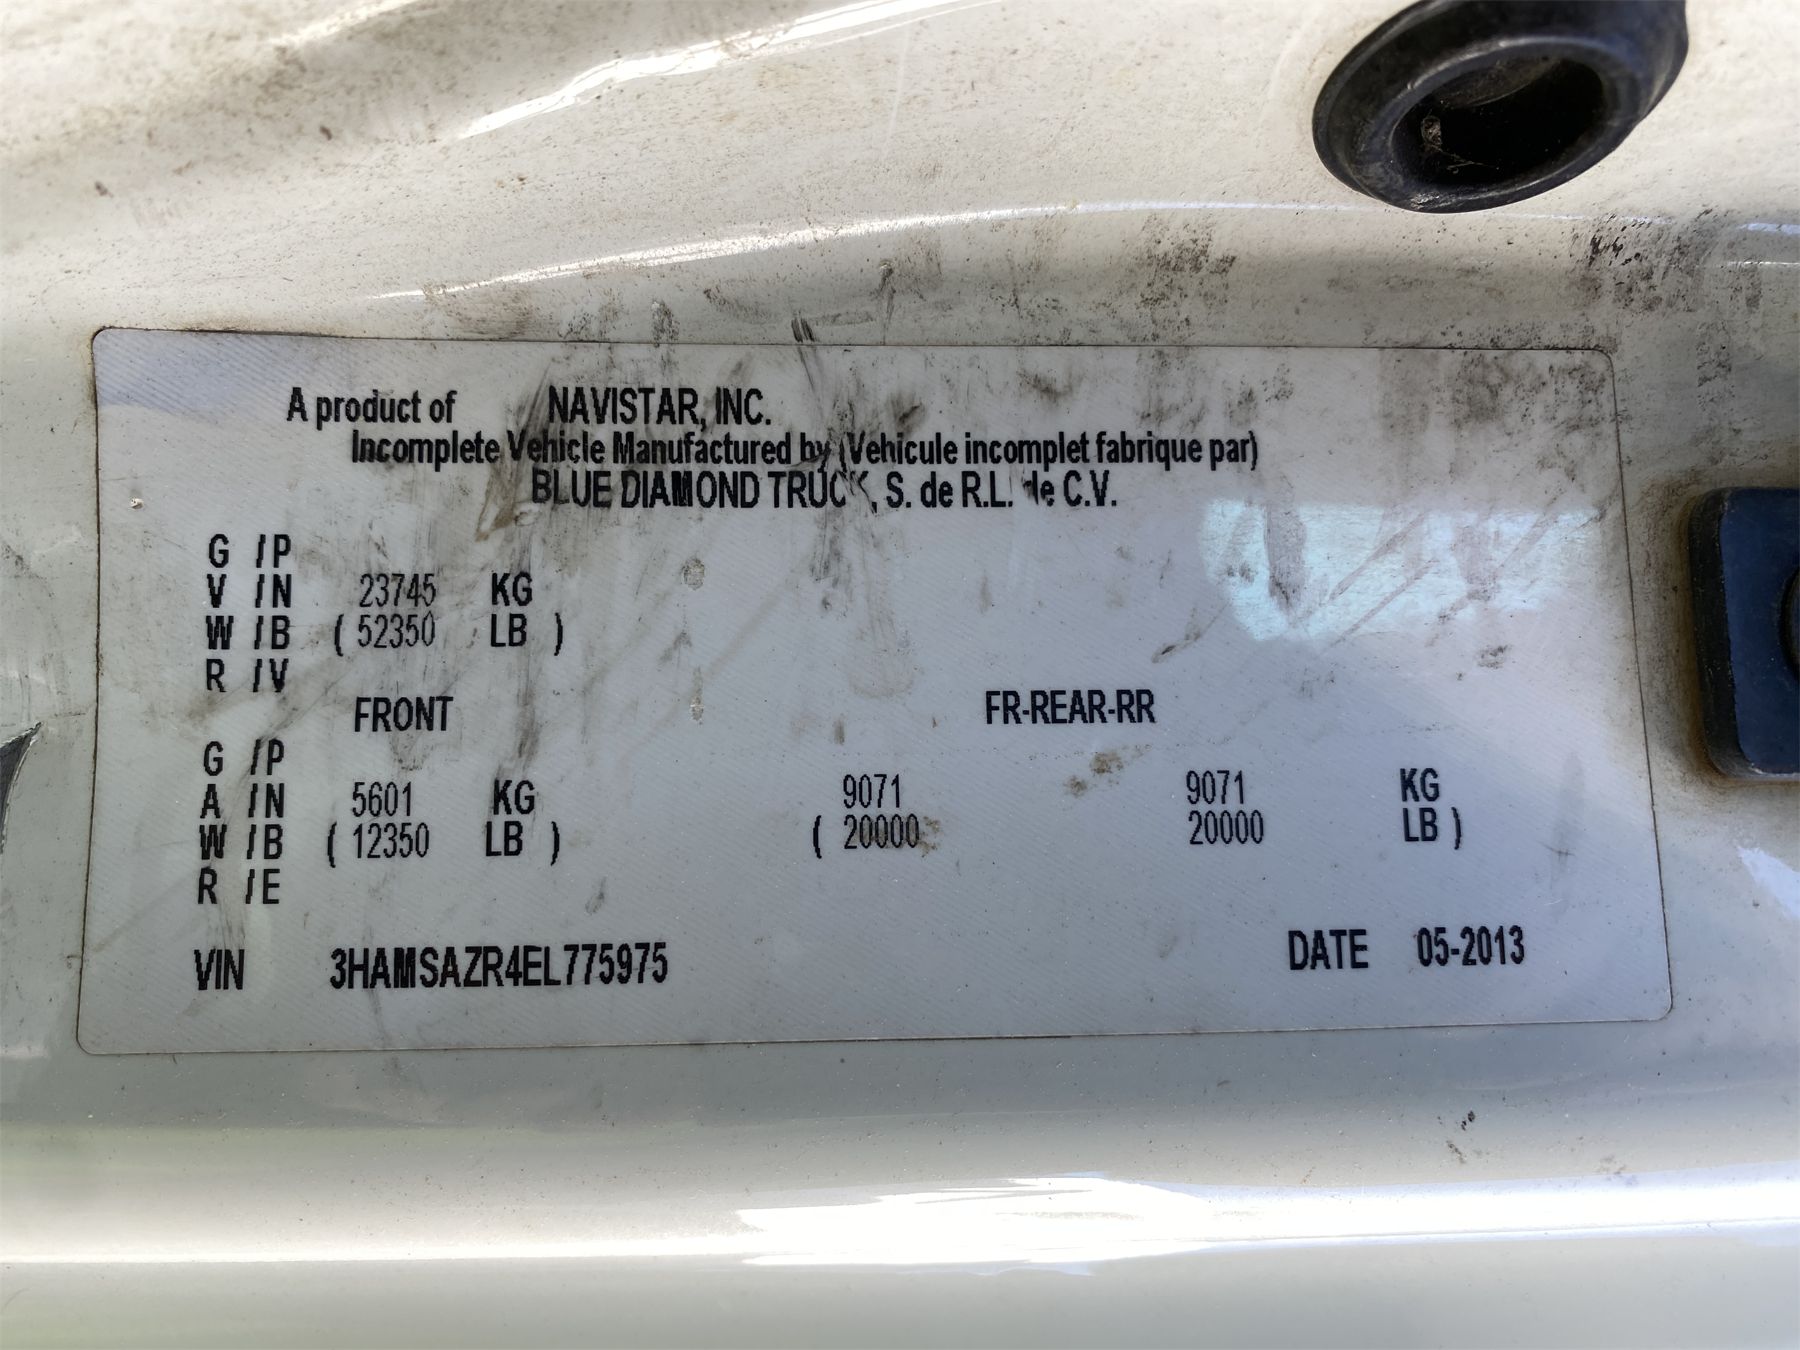 A product of NAVISTAR, INC.
Incomplete Vehicle Manufactured by (Vehicule incomplet fabrique par)
BLUE DIAMOND TRUCK, S. de R.L. de C.V.
G /P
V /N 23745 KG
W /B ( 52350 LB )
R /V
FRONT FR-REAR-RR
G /P
A /N 5601 KG 9071 9071 KG
W /B ( 12350 LB ) ( 20000 20000 LB )
R /E
VIN 3HAMSAZR4EL775975 DATE 05-2013